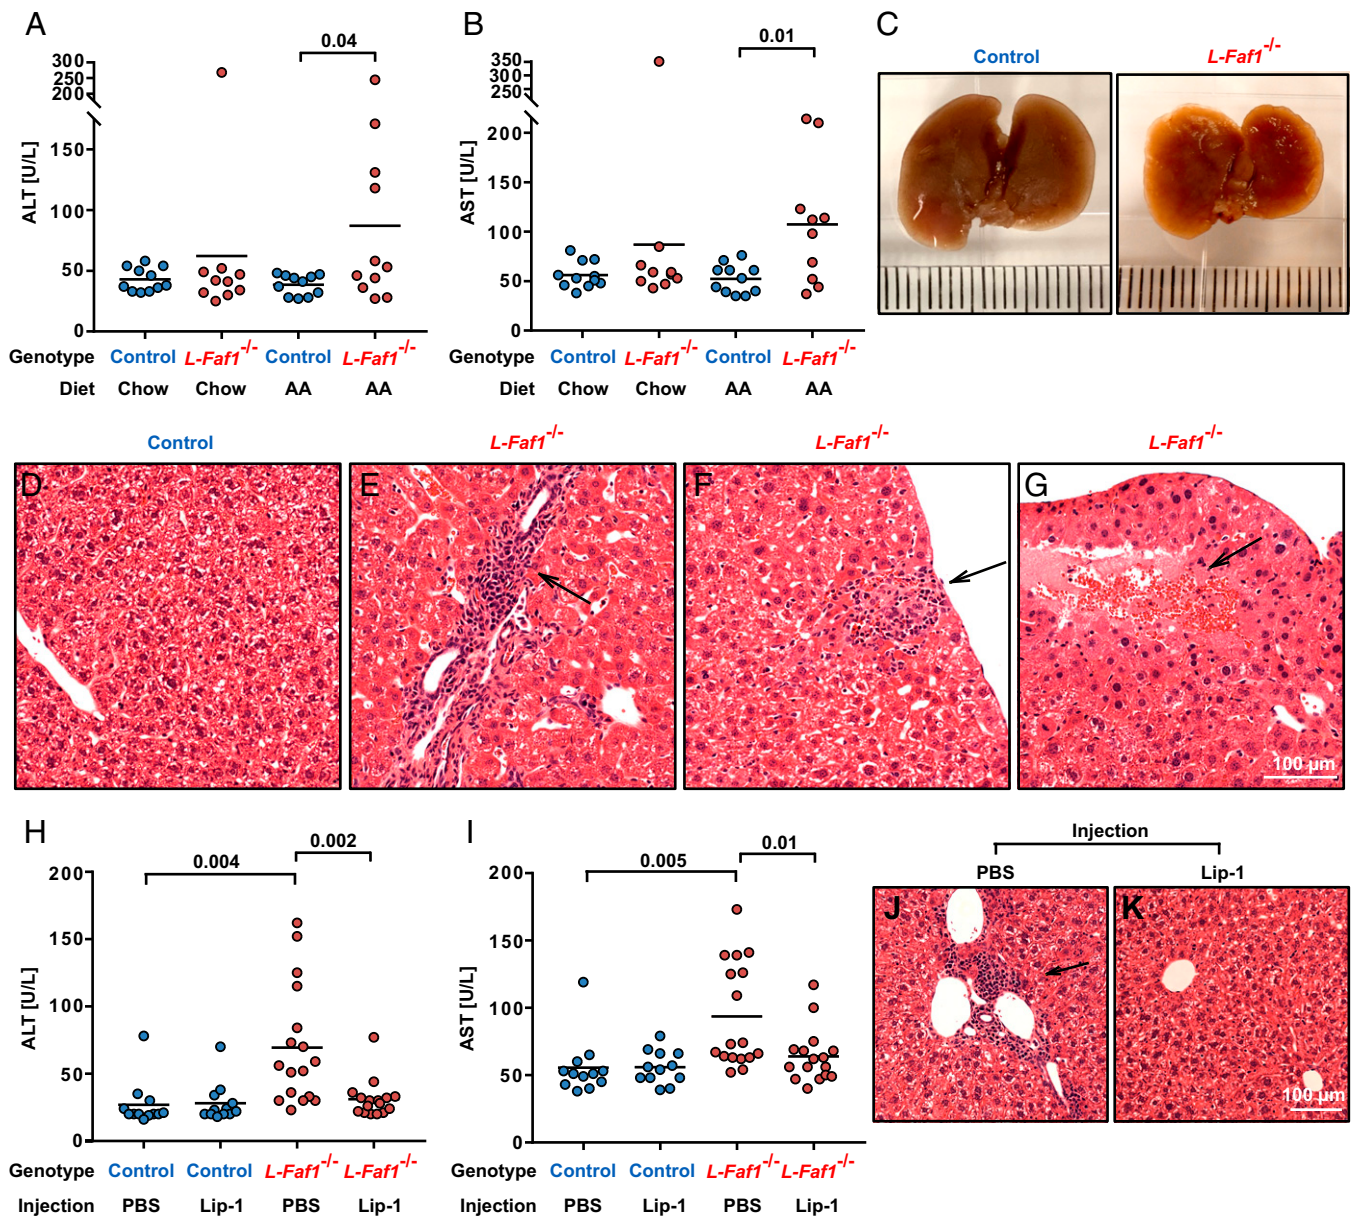 A
ALT [U/L]
300
250
200
150
100
50
0
0.04
Genotype Control L-Faf1-/- Control L-Faf1-/-
Diet Chow Chow AA AA
B
AST [U/L]
350
300
250
200
150
100
50
0
0.01
Genotype Control L-Faf1-/- Control L-Faf1-/-
Diet Chow Chow AA AA
C
Control L-Faf1-/-
Control L-Faf1-/- L-Faf1-/- L-Faf1-/-
D E F G
100 µm
H
ALT [U/L]
200
150
100
50
0
0.004
0.002
Genotype Control Control L-Faf1-/- L-Faf1-/-
Injection PBS Lip-1 PBS Lip-1
I
AST [U/L]
200
150
100
50
0
0.005
0.01
Genotype Control Control L-Faf1-/- L-Faf1-/-
Injection PBS Lip-1 PBS Lip-1
Injection
PBS Lip-1
J K
100 µm